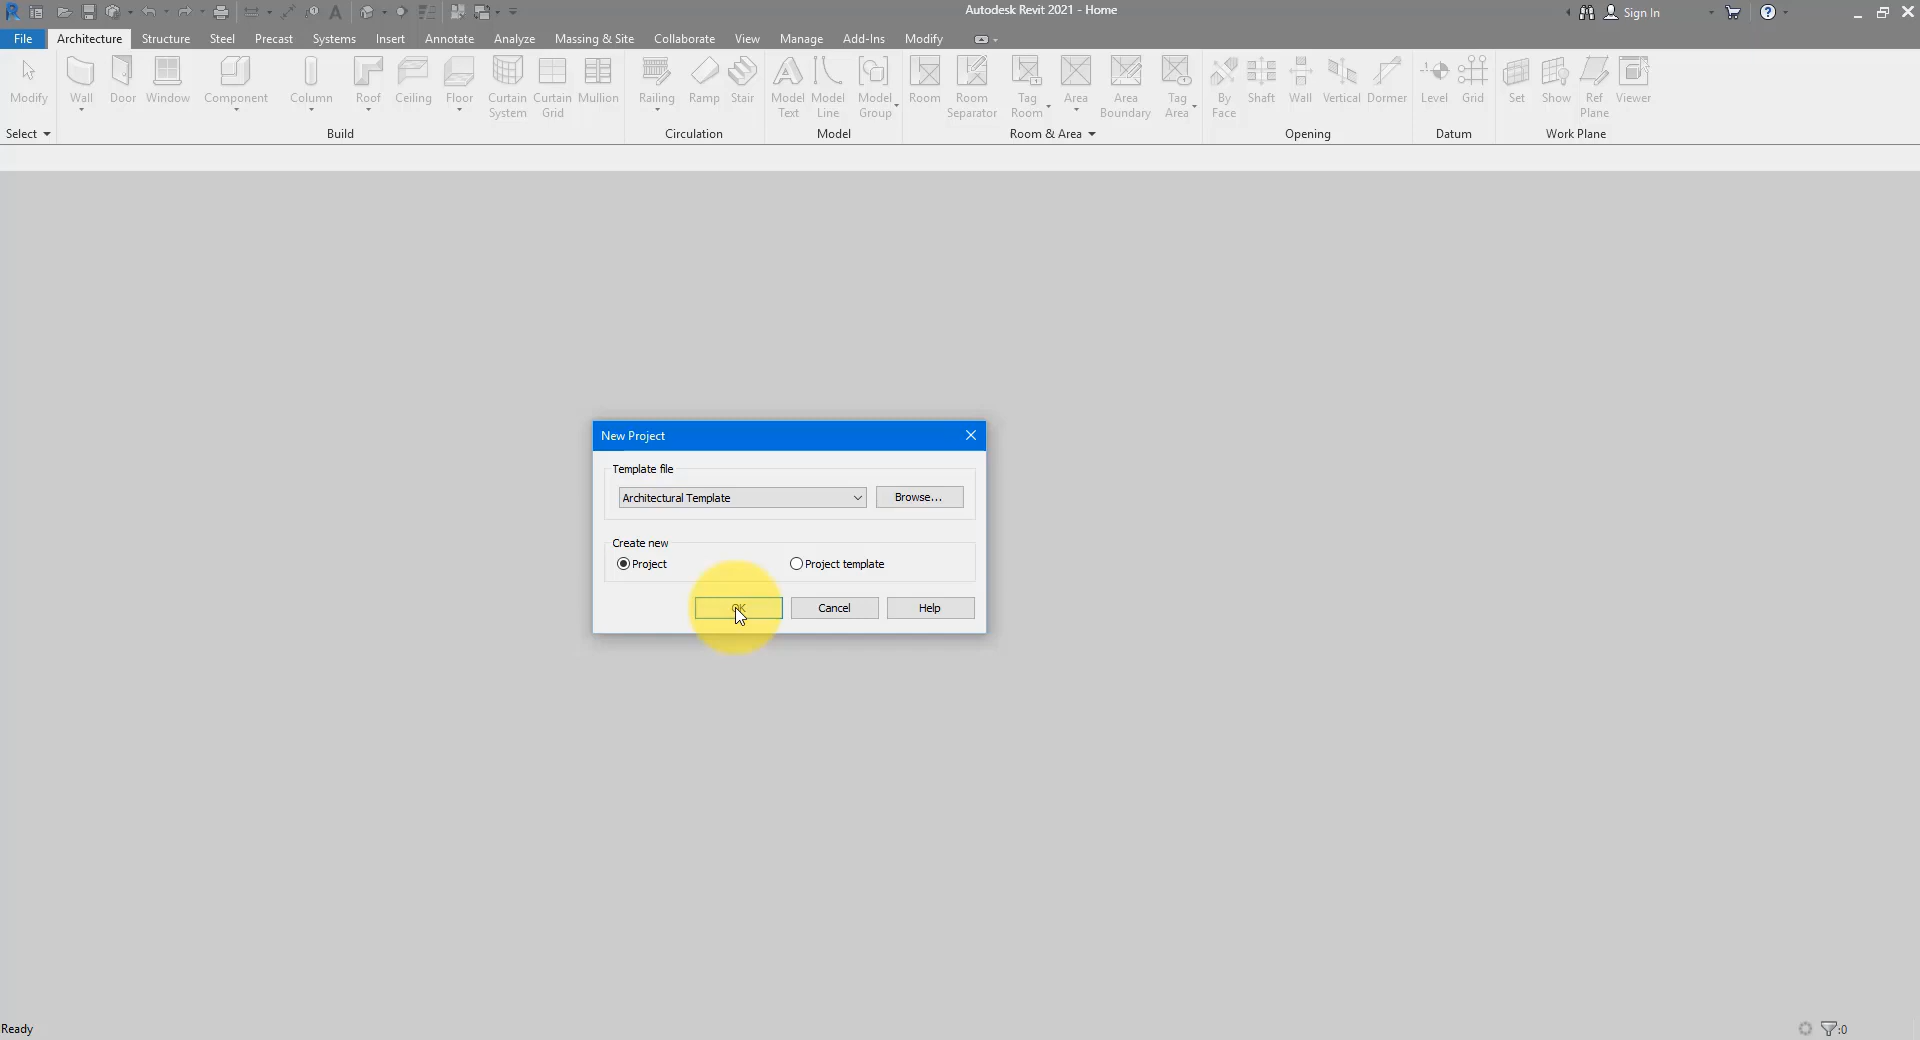 Autodesk Revit 2021 - Home
Sign In
File Architecture Structure Steel Precast Systems Insert Annotate Analyze Massing & Site Collaborate View Manage Add-Ins Modify
Modify Wall Door Window Component Column Roof Ceiling Floor Curtain System Curtain Grid Mullion Railing Ramp Stair Model Text Model Line Model Group Room Room Separator Tag Room Area Area Boundary Tag Area By Face Shaft Wall Vertical Dormer Level Grid Set Show Ref Plane Viewer
Select Build Circulation Model Room & Area Opening Datum Work Plane
New Project
Template file
Architectural Template Browse...
Create new
Project Project template
OK Cancel Help
Ready :0